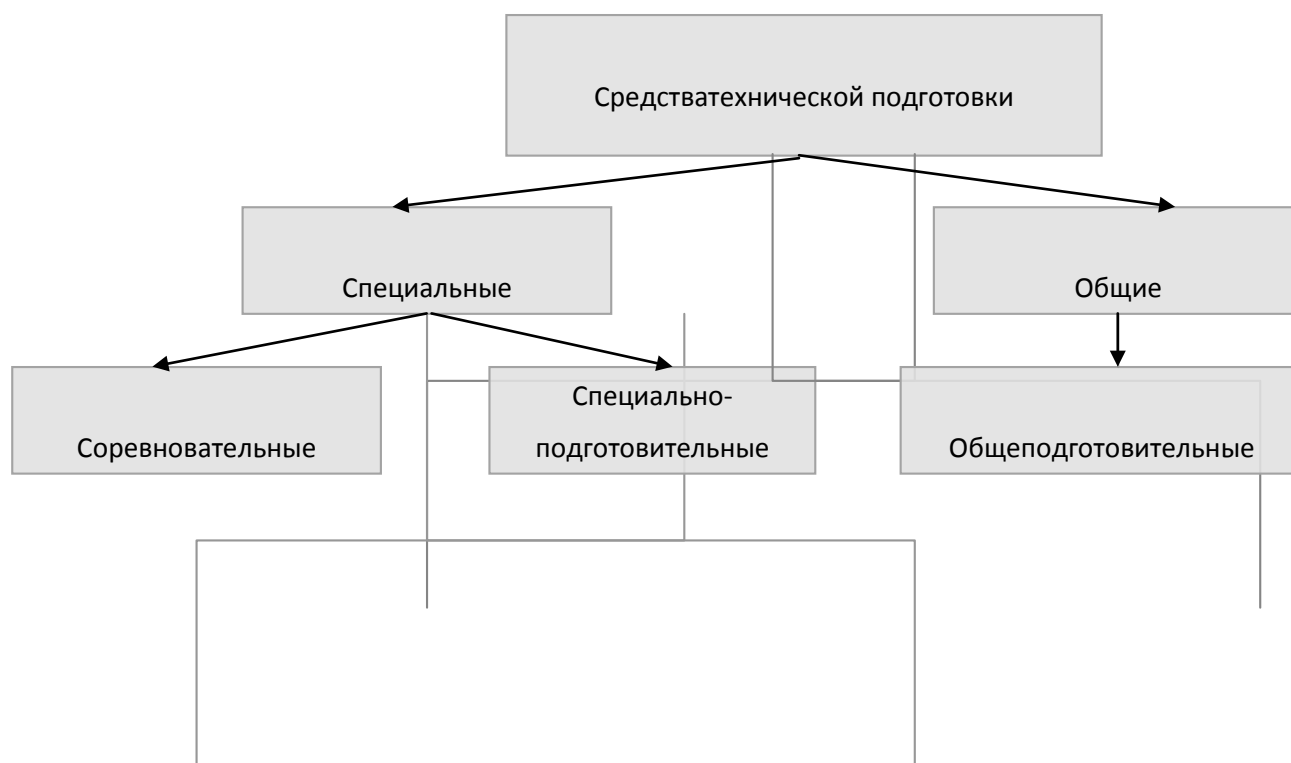 Средстватехнической подготовки
Специальные
Общие
Соревновательные
Специально-
подготовительные
Общеподготовительные